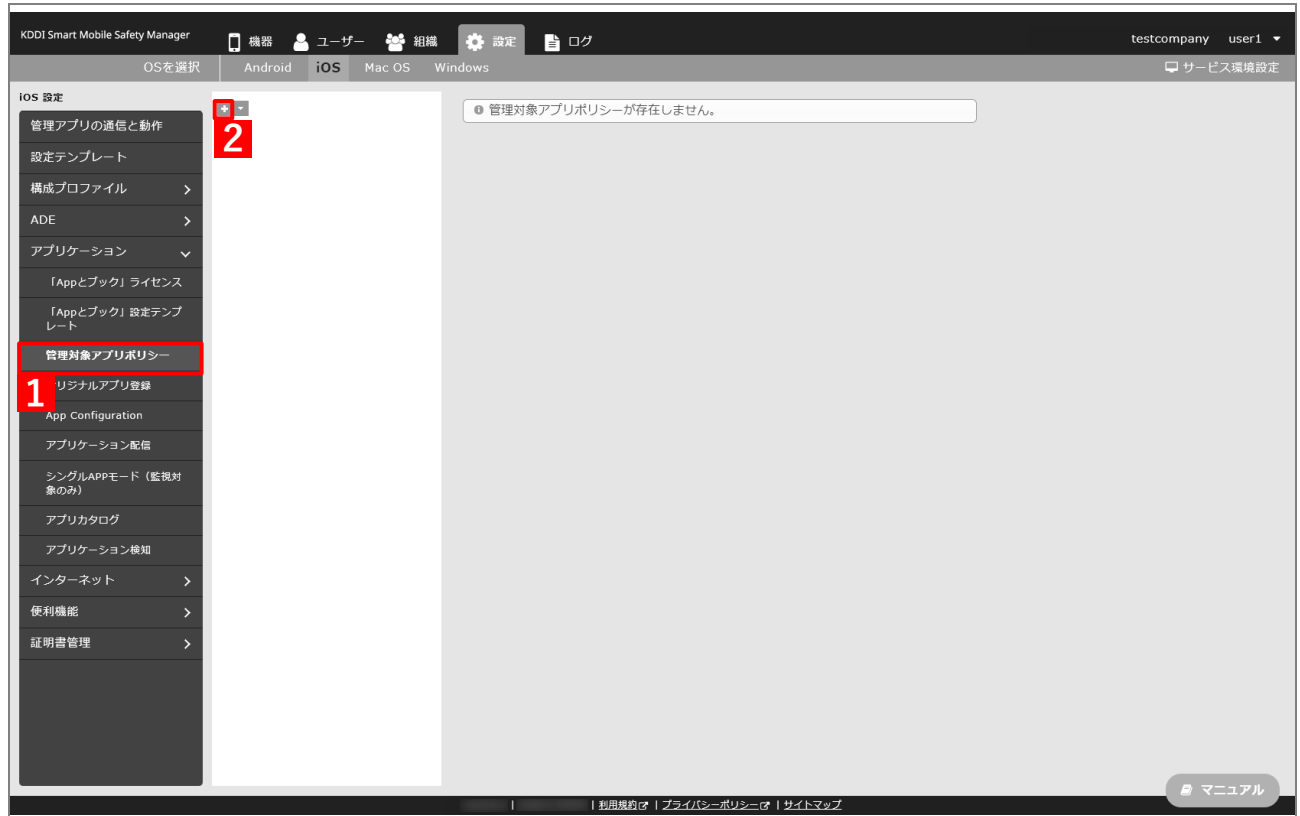 KDDI Smart Mobile Safety Manager
機器 ユーザー 組織 設定 ログ
testcompany user1
OSを選択 Android iOS Mac OS Windows サービス環境設定
iOS 設定
管理アプリの通信と動作
設定テンプレート
構成プロファイル
ADE
アプリケーション
「Appとブック」ライセンス
「Appとブック」設定テンプ
レート
管理対象アプリポリシー
1
リジナルアプリ登録
App Configuration
アプリケーション配信
シングルAPPモード（監視対
象のみ）
アプリカタログ
アプリケーション検知
インターネット
便利機能
証明書管理
2
管理対象アプリポリシーが存在しません。
マニュアル
| | 利用規約 | プライバシーポリシー | サイトマップ